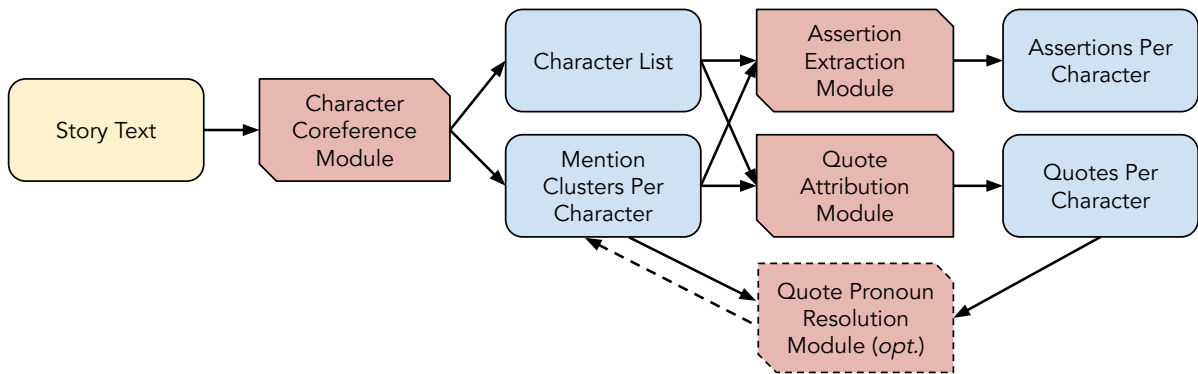 Story Text
Character
Coreference
Module
Character List
Mention
Clusters Per
Character
Assertion
Extraction
Module
Quote
Attribution
Module
Quote Pronoun
Resolution
Module (opt.)
Assertions Per
Character
Quotes Per
Character